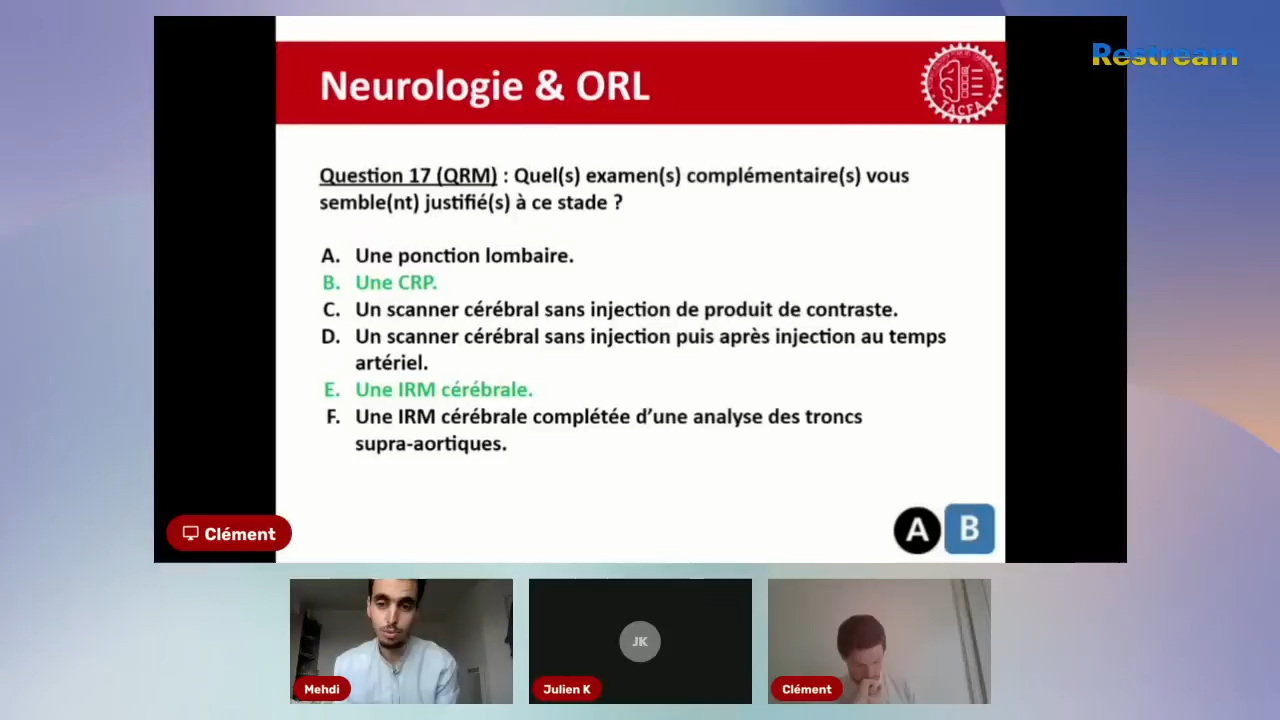 Restream
Neurologie & ORL
TACFA
Question 17 (QRM) : Quel(s) examen(s) complémentaire(s) vous
semble(nt) justifié(s) à ce stade ?
A. Une ponction lombaire.
B. Une CRP.
C. Un scanner cérébral sans injection de produit de contraste.
D. Un scanner cérébral sans injection puis après injection au temps
artériel.
E. Une IRM cérébrale.
F. Une IRM cérébrale complétée d’une analyse des troncs
supra-aortiques.
A B
Clément
JK
Mehdi
Julien K
Clément